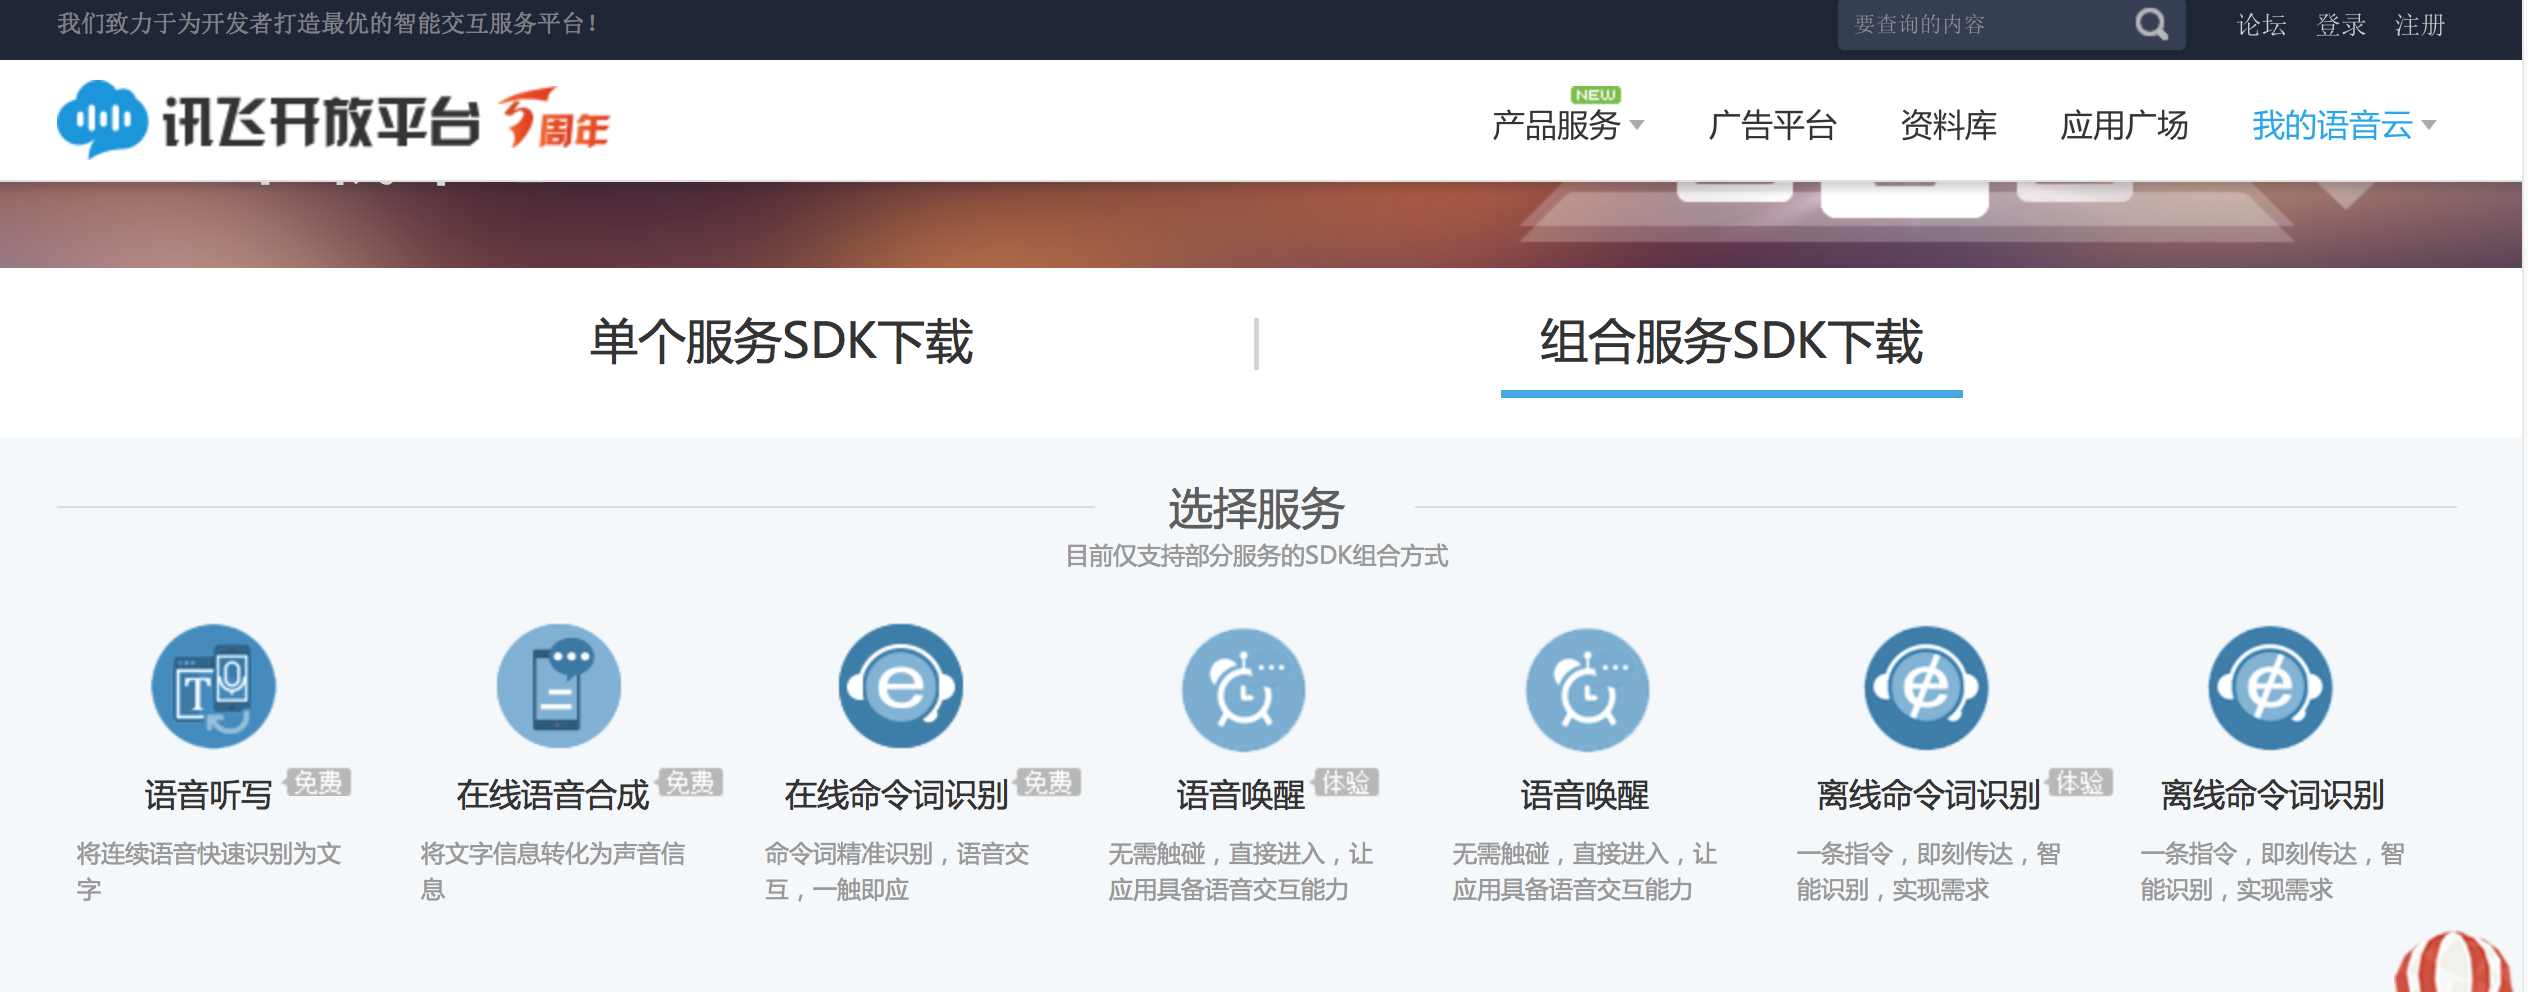 我们致力于为开发者打造最优的智能交互服务平台!
要查询的内容
论坛 登录 注册
讯飞开放平台 5周年
NEW
产品服务 广告平台 资料库 应用广场 我的语音云
单个服务SDK下载
组合服务SDK下载
选择服务
目前仅支持部分服务的SDK组合方式
T
e
语音听写 免费
将连续语音快速识别为文
字
在线语音合成 免费
将文字信息转化为声音信
息
在线命令词识别 免费
命令词精准识别，语音交
互，一触即应
语音唤醒 体验
无需触碰，直接进入，让
应用具备语音交互能力
语音唤醒
无需触碰，直接进入，让
应用具备语音交互能力
离线命令词识别 体验
一条指令，即刻传达，智
能识别，实现需求
离线命令词识别
一条指令，即刻传达，智
能识别，实现需求